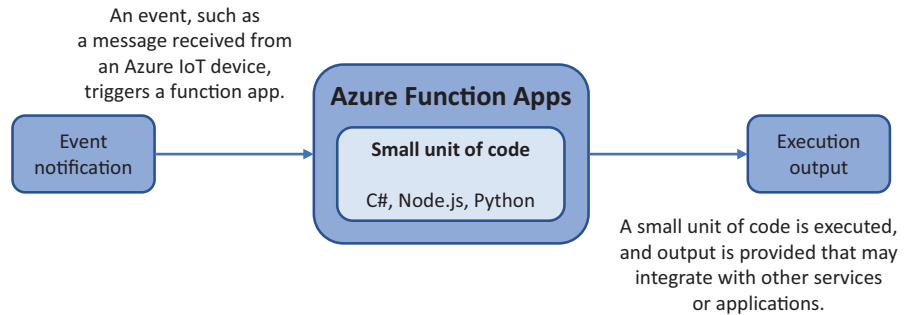 An event, such as
a message received from
an Azure IoT device,
triggers a function app.
Event
notification
Azure Function Apps
Small unit of code
C#, Node.js, Python
Execution
output
A small unit of code is executed,
and output is provided that may
integrate with other services
or applications.